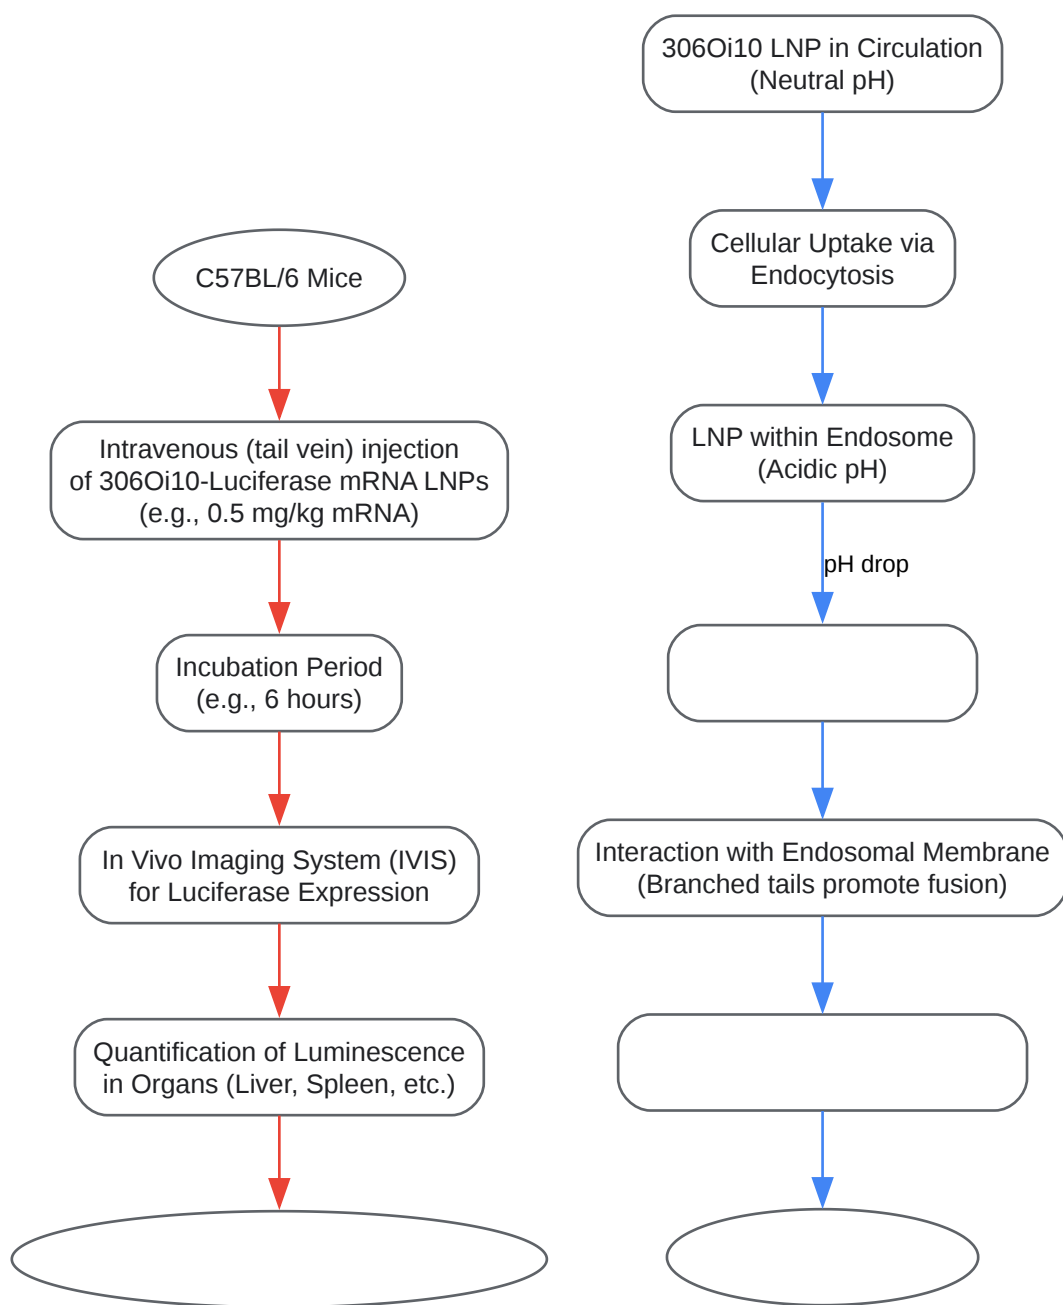 C57BL/6 Mice
Intravenous (tail vein) injection
of 306Oi10-Luciferase mRNA LNPs
(e.g., 0.5 mg/kg mRNA)
Incubation Period
(e.g., 6 hours)
In Vivo Imaging System (IVIS)
for Luciferase Expression
Quantification of Luminescence
in Organs (Liver, Spleen, etc.)
306Oi10 LNP in Circulation
(Neutral pH)
Cellular Uptake via
Endocytosis
LNP within Endosome
(Acidic pH)
pH drop
Interaction with Endosomal Membrane
(Branched tails promote fusion)